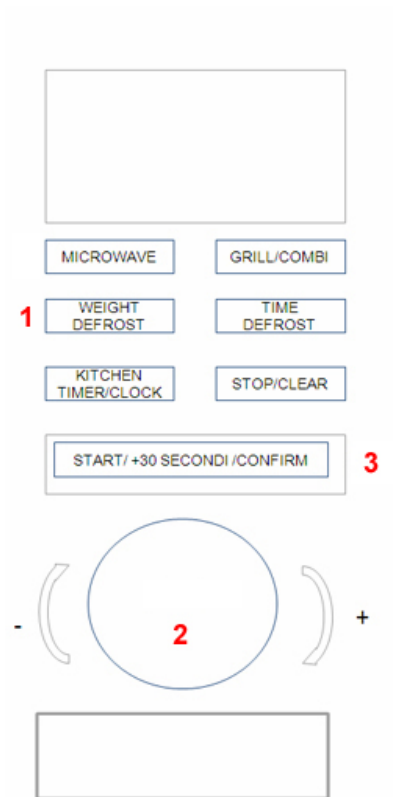 MICROWAVE
GRILL/COMBI
1
WEIGHT
DEFROST
TIME
DEFROST
KITCHEN
TIMER/CLOCK
STOP/CLEAR
START/ +30 SECONDI /CONFIRM
3
-
2
+